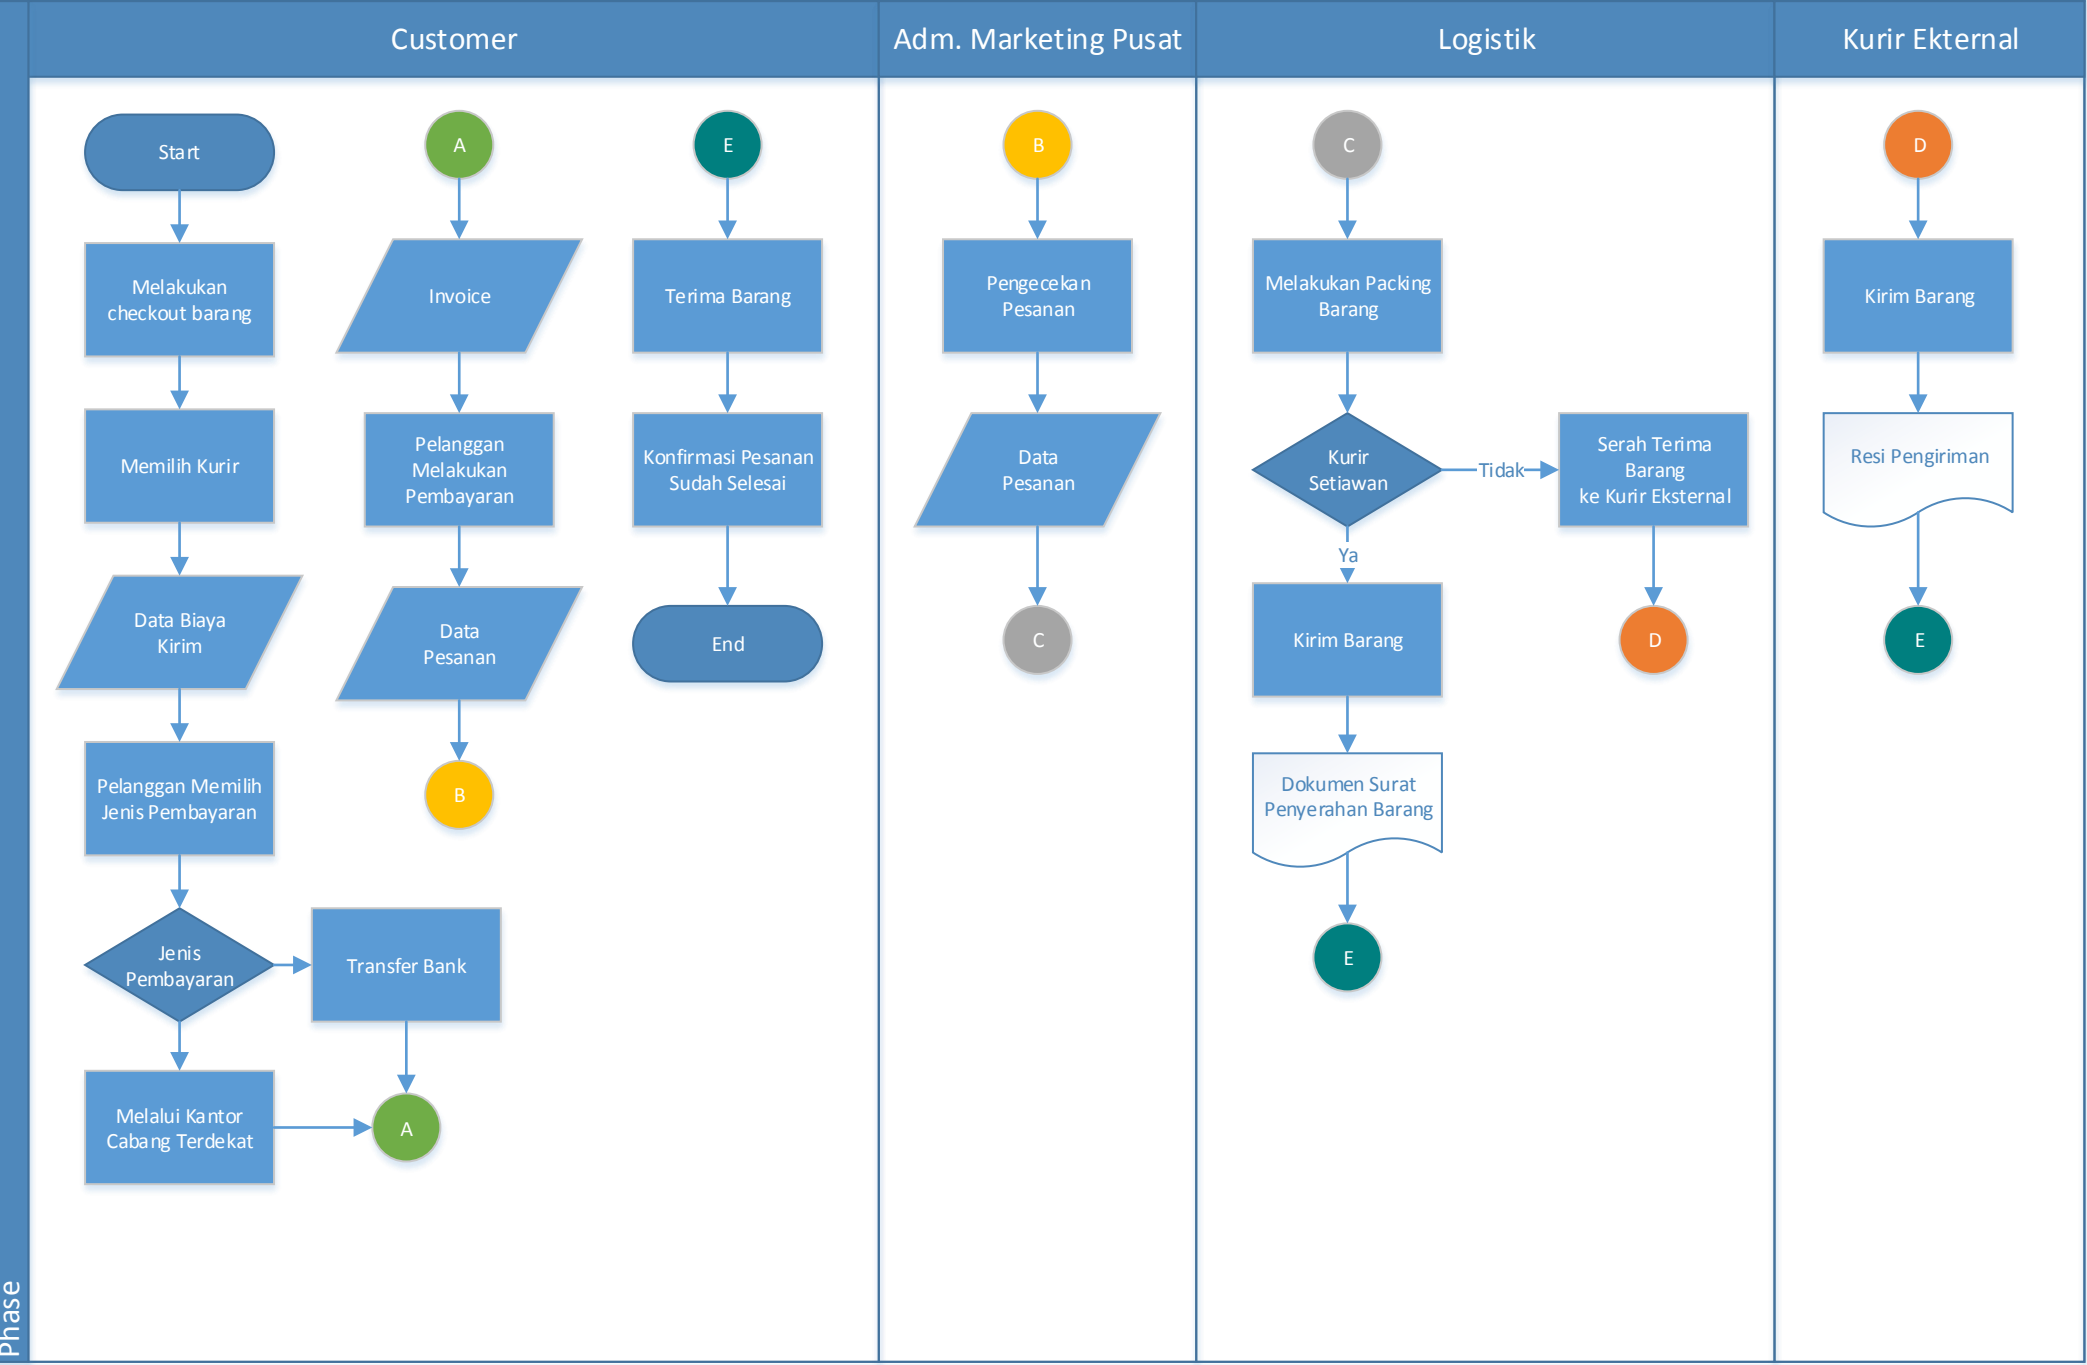 Customer
Adm. Marketing Pusat
Logistik
Kurir Ekternal
Phase
Start
Melakukan
checkout barang
Memilih Kurir
Data Biaya
Kirim
Pelanggan Memilih
Jenis Pembayaran
Jenis
Pembayaran
Transfer Bank
Melalui Kantor
Cabang Terdekat
A
A
Invoice
Pelanggan
Melakukan
Pembayaran
Data
Pesanan
B
E
Terima Barang
Konfirmasi Pesanan
Sudah Selesai
End
B
Pengecekan
Pesanan
Data
Pesanan
C
C
Melakukan Packing
Barang
Kurir
Setiawan
Tidak
Serah Terima
Barang
ke Kurir Eksternal
D
Ya
Kirim Barang
Dokumen Surat
Penyerahan Barang
E
D
Kirim Barang
Resi Pengiriman
E